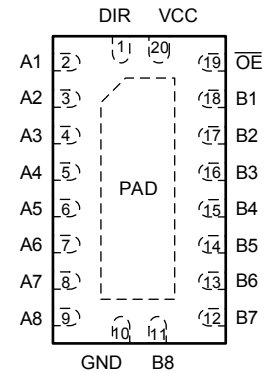 DIR VCC
1 20
A1 2 19 O̅E̅
A2 3 18 B1
A3 4 17 B2
A4 5 16 B3
PAD
A5 6 15 B4
A6 7 14 B5
A7 8 13 B6
A8 9 12 B7
10 11
GND B8